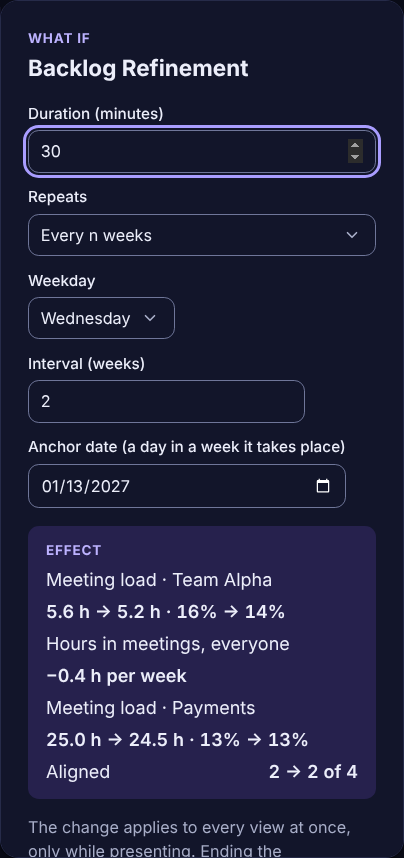 WHAT IF
Backlog Refinement
Duration (minutes)
30
Repeats
Every n weeks
Weekday
Wednesday
Interval (weeks)
2
Anchor date (a day in a week it takes place)
01/13/2027
EFFECT
Meeting load · Team Alpha
5.6 h → 5.2 h · 16% → 14%
Hours in meetings, everyone
−0.4 h per week
Meeting load · Payments
25.0 h → 24.5 h · 13% → 13%
Aligned 2 → 2 of 4
The change applies to every view at once,
only while presenting. Ending the